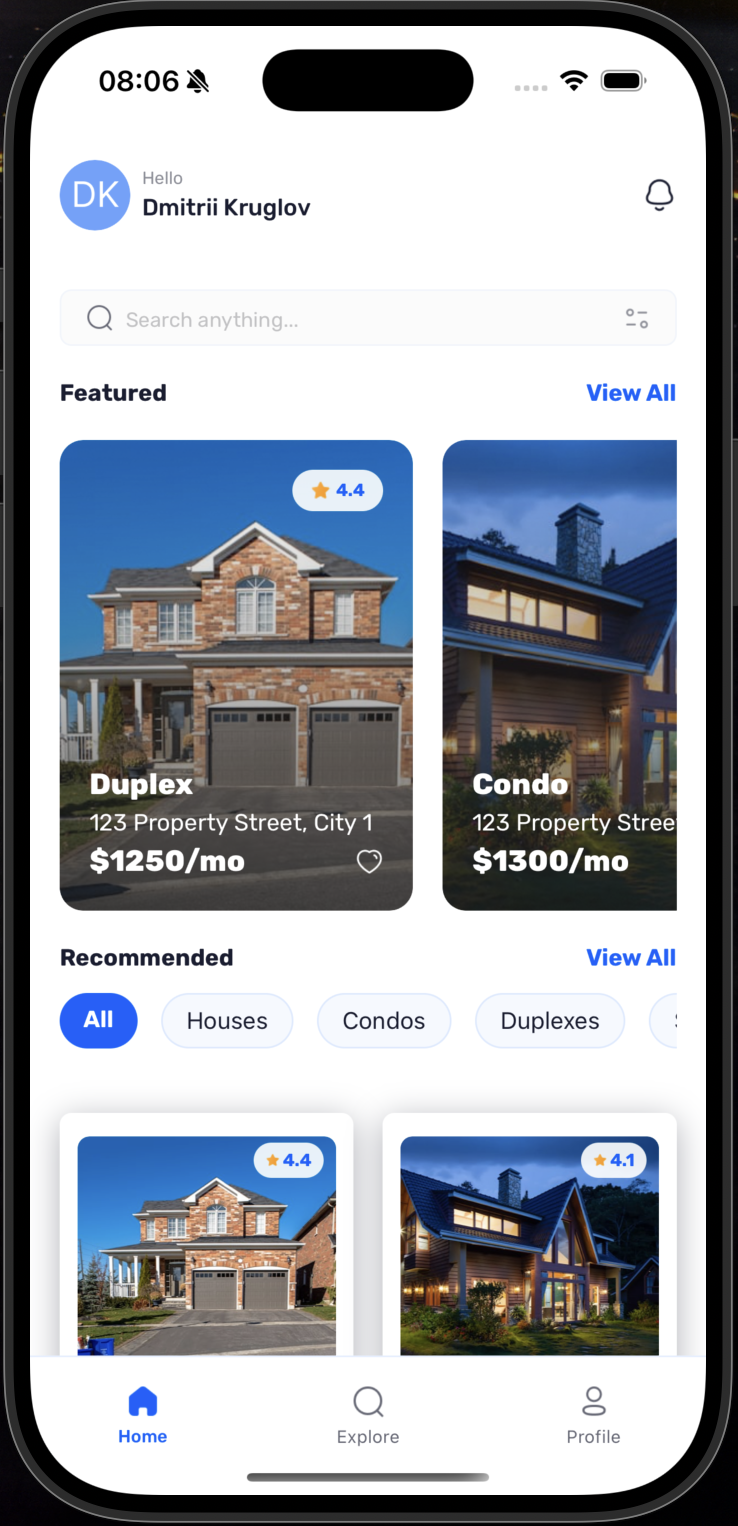 08:06
DK
Hello
Dmitrii Kruglov
Search anything...
Featured
View All
4.4
Duplex
123 Property Street, City 1
$1250/mo
Condo
123 Property Stree
$1300/mo
Recommended
View All
All
Houses
Condos
Duplexes
4.4
4.1
Home
Explore
Profile